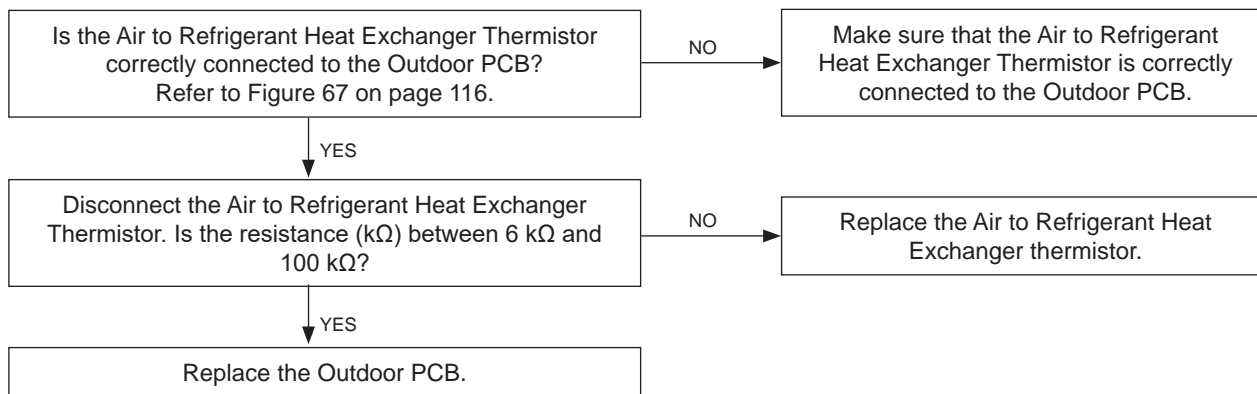 Is the Air to Refrigerant Heat Exchanger Thermistor
correctly connected to the Outdoor PCB?
Refer to Figure 67 on page 116.
NO
Make sure that the Air to Refrigerant
Heat Exchanger Thermistor is correctly
connected to the Outdoor PCB.
YES
Disconnect the Air to Refrigerant Heat Exchanger
Thermistor. Is the resistance (kΩ) between 6 kΩ and
100 kΩ?
NO
Replace the Air to Refrigerant Heat
Exchanger thermistor.
YES
Replace the Outdoor PCB.